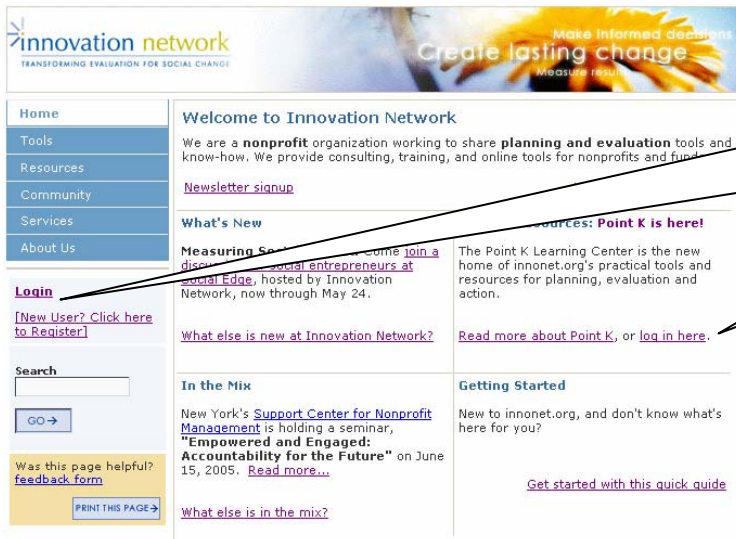 innovation network
TRANSFORMING EVALUATION FOR SOCIAL CHANGE
Make Informed decisions
Create lasting change
Measure results
Home
Tools
Resources
Community
Services
About Us
Login
[New User? Click here
to Register]
Search
GO→
Was this page helpful?
feedback form
PRINT THIS PAGE→
Welcome to Innovation Network
We are a nonprofit organization working to share planning and evaluation tools and
know-how. We provide consulting, training, and online tools for nonprofits and
Newsletter signup
What's New
Measuring come join a
social entrepreneurs at
Social Edge, hosted by Innovation
Network, now through May 24.
What else is new at Innovation Network?
Point K is here!
The Point K Learning Center is the new
home of innonet.org's practical tools and
resources for planning, evaluation and
action.
Read more about Point K, or log in here.
In the Mix
New York's Support Center for Nonprofit
Management is holding a seminar,
"Empowered and Engaged:
Accountability for the Future" on June
15, 2005. Read more...
What else is in the mix?
Getting Started
New to innonet.org, and don't know what's
here for you?
Get started with this quick guide